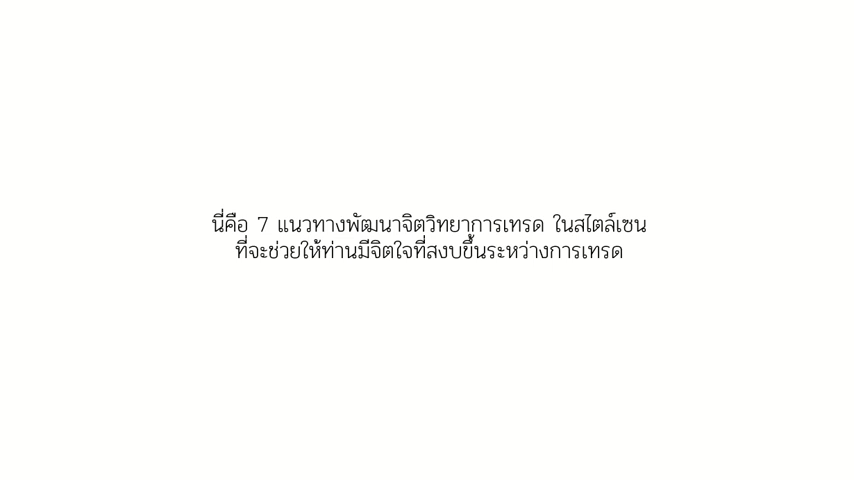 นี่คือ 7 แนวทางพัฒนาจิตวิทยาการเทรด ในสไตล์เซน
ที่จะช่วยให้ท่านมีจิตใจที่สงบขึ้นระหว่างการเทรด